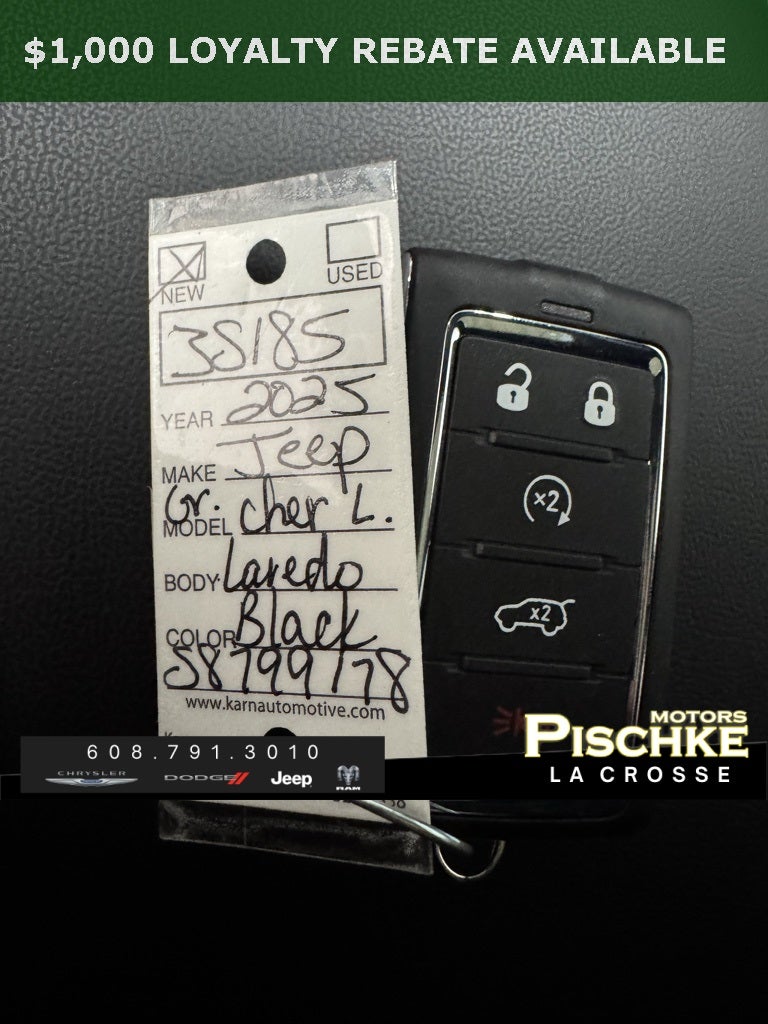 $1,000 LOYALTY REBATE AVAILABLE
NEW
USED
35185
YEAR 2025
MAKE Jeep
MODEL Gr. Cher L.
BODY Laredo
COLOR Black
S8799178
www.karnautomotive.com
x2
x2
608.791.3010
CHRYSLER DODGE// Jeep RAM
MOTORS
PISCHKE
LA CROSSE